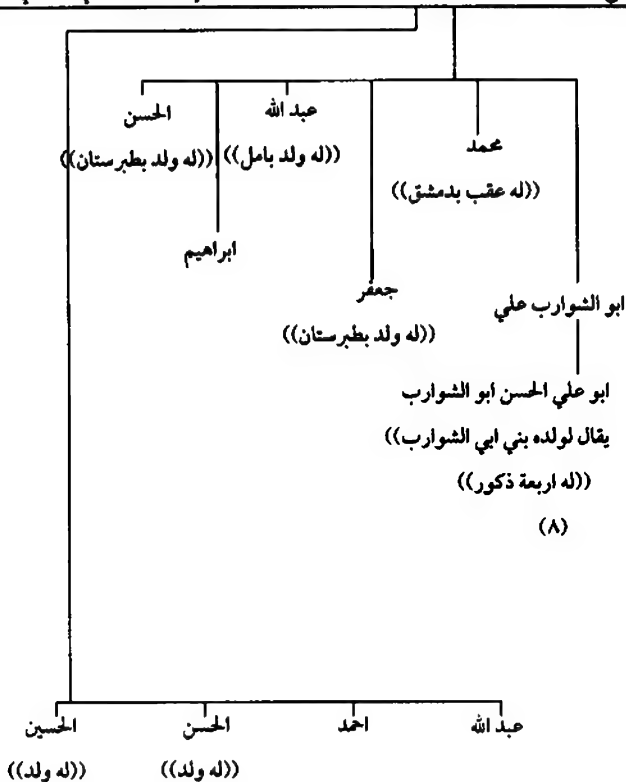 محمد
((له عقب بدمشق))
عبد الله
((له ولد بامل))
الحسن
((له ولد بطبرستان))
ابراهيم
جعفر
((له ولد بطبرستان))
ابو الشوارب علي
ابو علي الحسن ابو الشوارب
يقال لولده بني ابي الشوارب))
((له اربعة ذكور))
(٨)
عبد الله
احمد
الحسن
((له ولد))
الحسين
((له ولد))